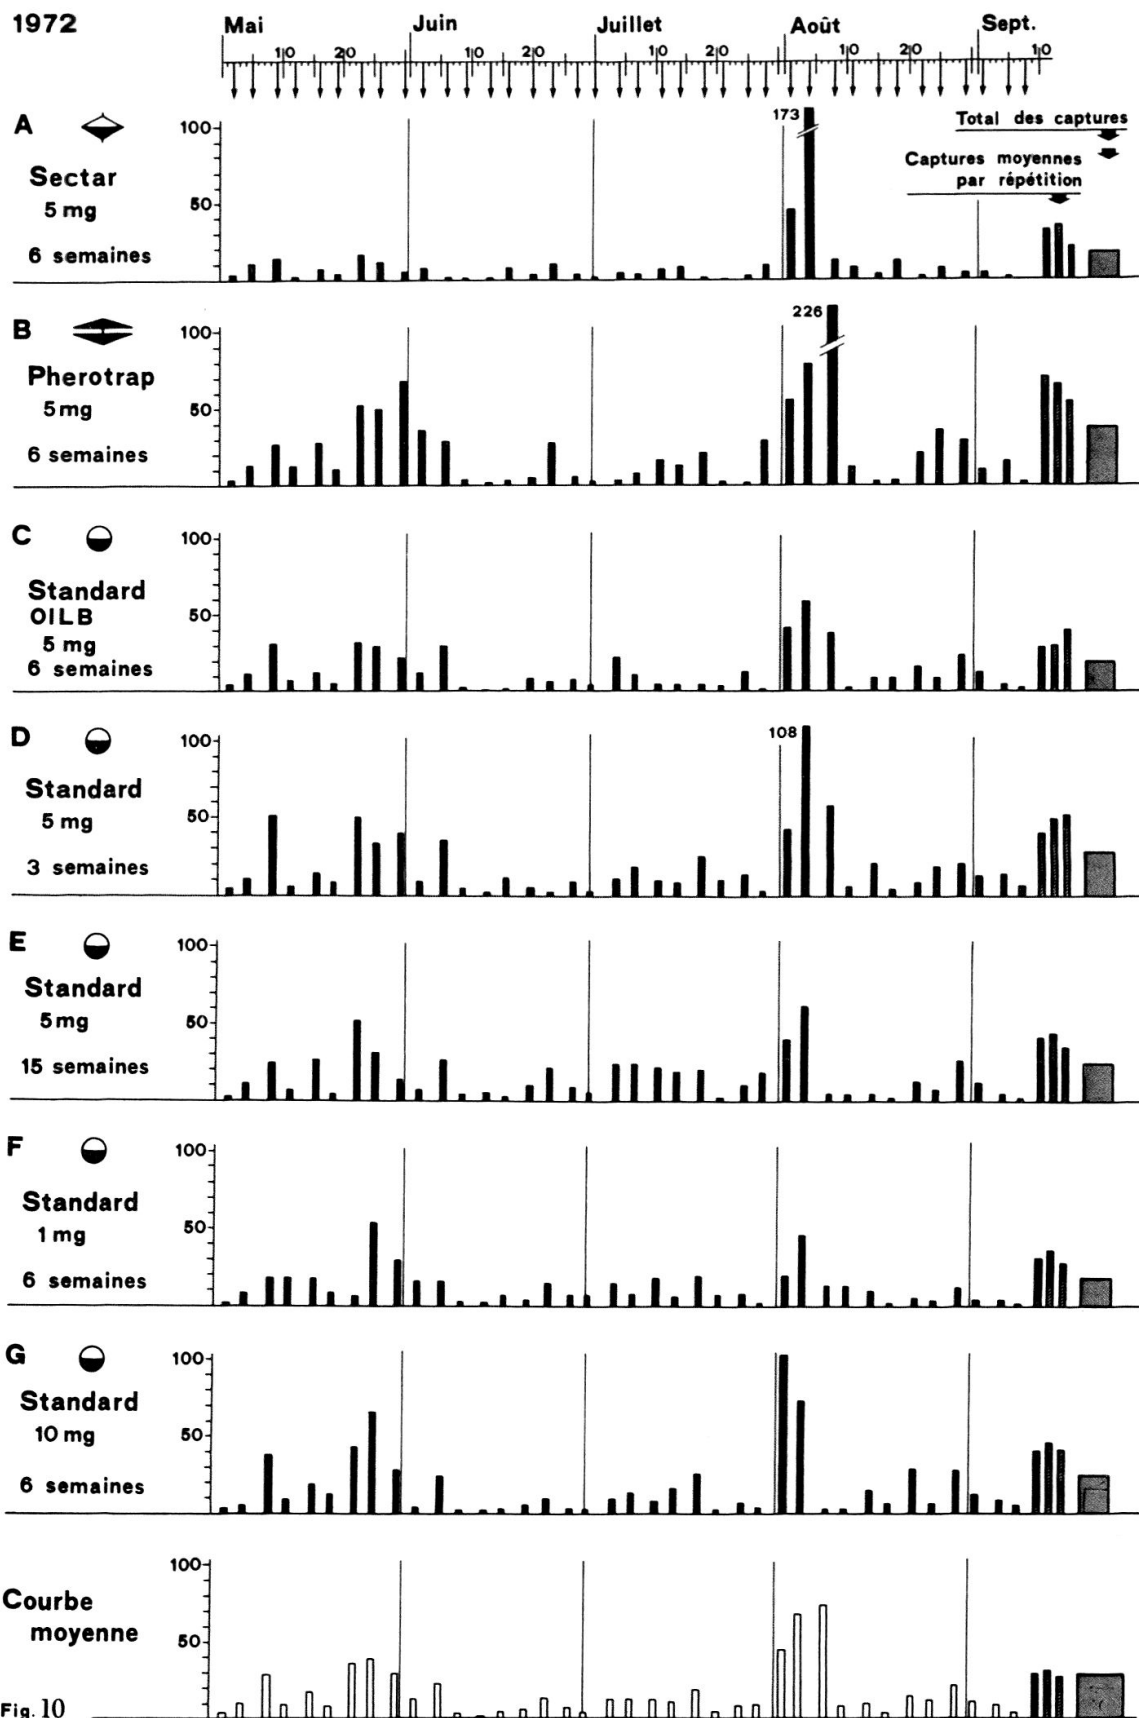 1972
Mai Juin Juillet Août Sept.
10 20 10 20 10 20 10 20 10
A
Sectar
5 mg
6 semaines
100
50
173
Total des captures
Captures moyennes
par répétition
B
Pherotrap
5mg
6 semaines
100
50
226
C
Standard
OILB
5 mg
6 semaines
100
50
D
Standard
5 mg
3 semaines
100
50
108
E
Standard
5mg
15 semaines
100
50
F
Standard
1 mg
6 semaines
100
50
G
Standard
10 mg
6 semaines
100
50
Courbe
moyenne
100
50
Fig. 10